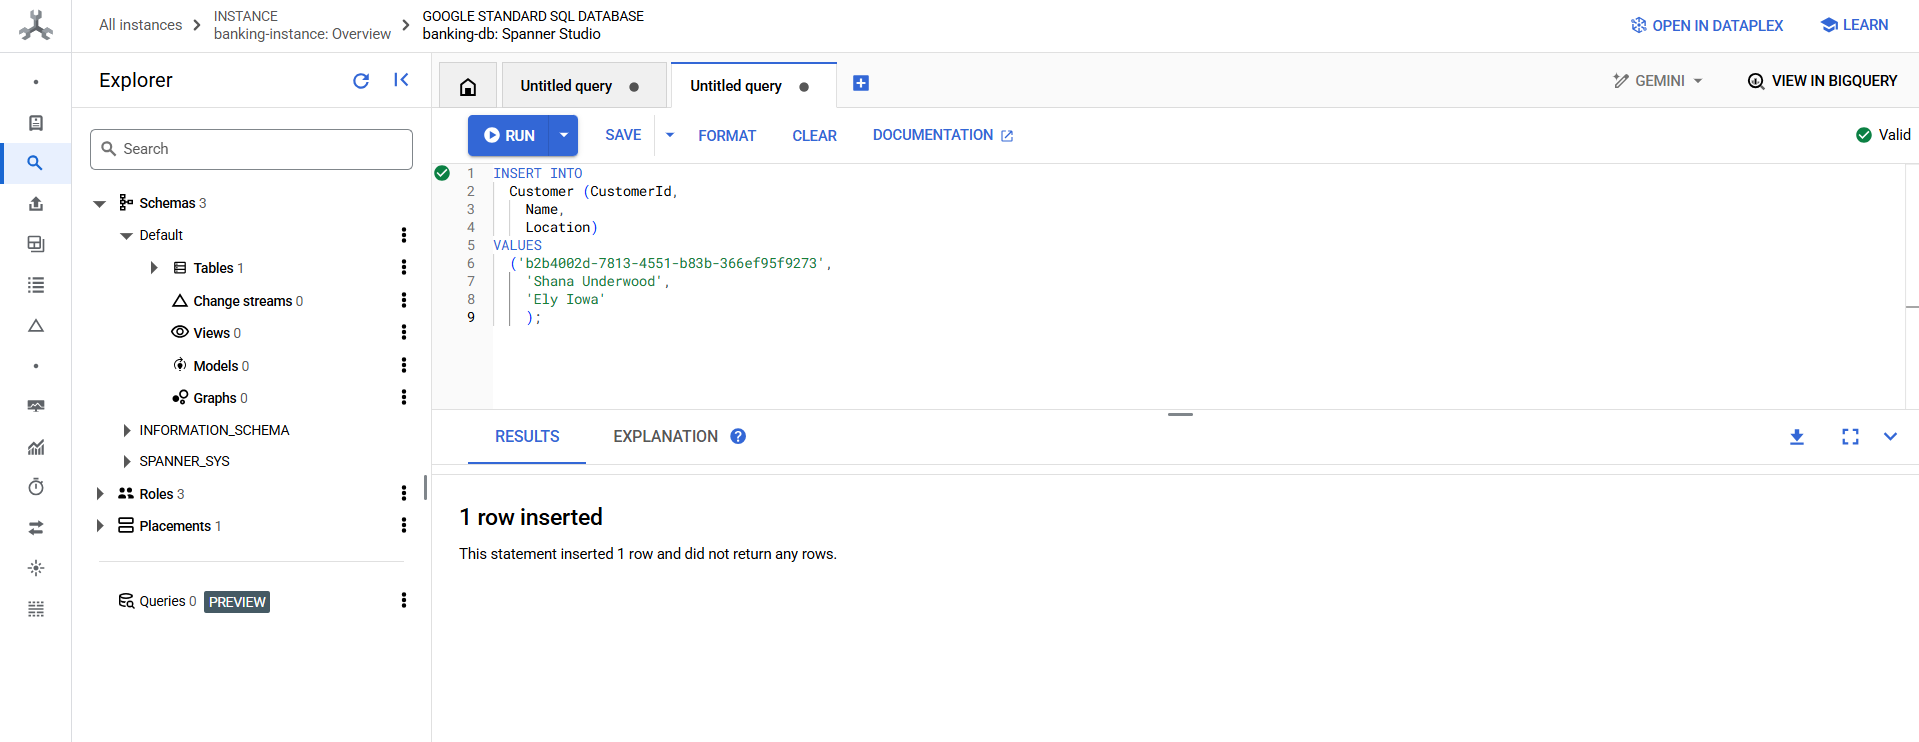 All instances
INSTANCE
banking-instance: Overview
GOOGLE STANDARD SQL DATABASE
banking-db: Spanner Studio
OPEN IN DATAPLEX
LEARN
Explorer
Search
Schemas 3
Default
Tables 1
Change streams 0
Views 0
Models 0
Graphs 0
INFORMATION_SCHEMA
SPANNER_SYS
Roles 3
Placements 1
Queries 0 PREVIEW
Untitled query
Untitled query
GEMINI
VIEW IN BIGQUERY
RUN
SAVE
FORMAT
CLEAR
DOCUMENTATION
Valid
1 INSERT INTO
2 Customer (CustomerId,
3 Name,
4 Location)
5 VALUES
6 ('b2b4002d-7813-4551-b83b-366ef95f9273',
7 'Shana Underwood',
8 'Ely Iowa'
9 );
RESULTS
EXPLANATION ?
1 row inserted
This statement inserted 1 row and did not return any rows.